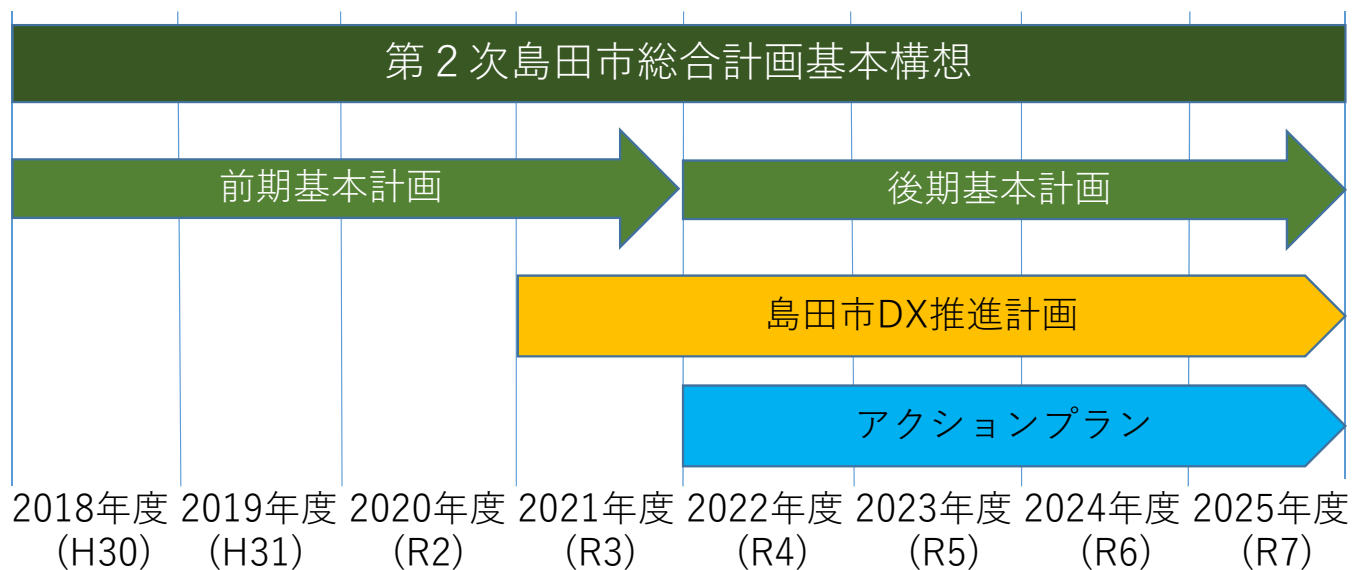 第２次島田市総合計画基本構想
前期基本計画
後期基本計画
島田市DX推進計画
アクションプラン
2018年度 2019年度 2020年度 2021年度 2022年度 2023年度 2024年度 2025年度
(H30) (H31) (R2) (R3) (R4) (R5) (R6) (R7)